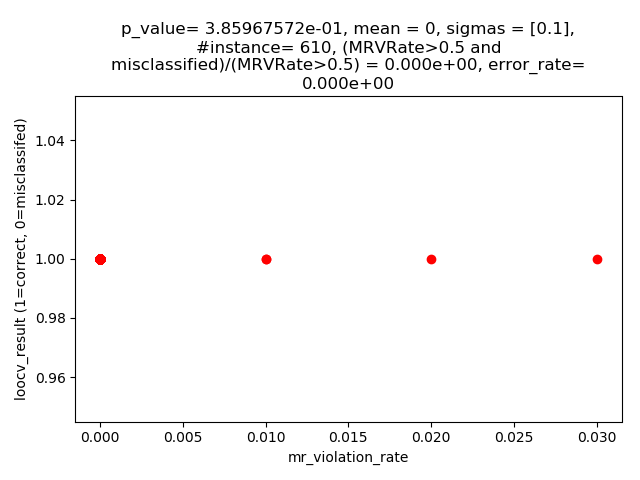 p_value= 3.85967572e-01, mean = 0, sigmas = [0.1],
#instance= 610, (MRVRate>0.5 and
misclassified)/(MRVRate>0.5) = 0.000e+00, error_rate=
0.000e+00
loocv_result (1=correct, 0=misclassifed)
1.04
1.02
1.00
0.98
0.96
0.000
0.005
0.010
0.015
0.020
0.025
0.030
mr_violation_rate